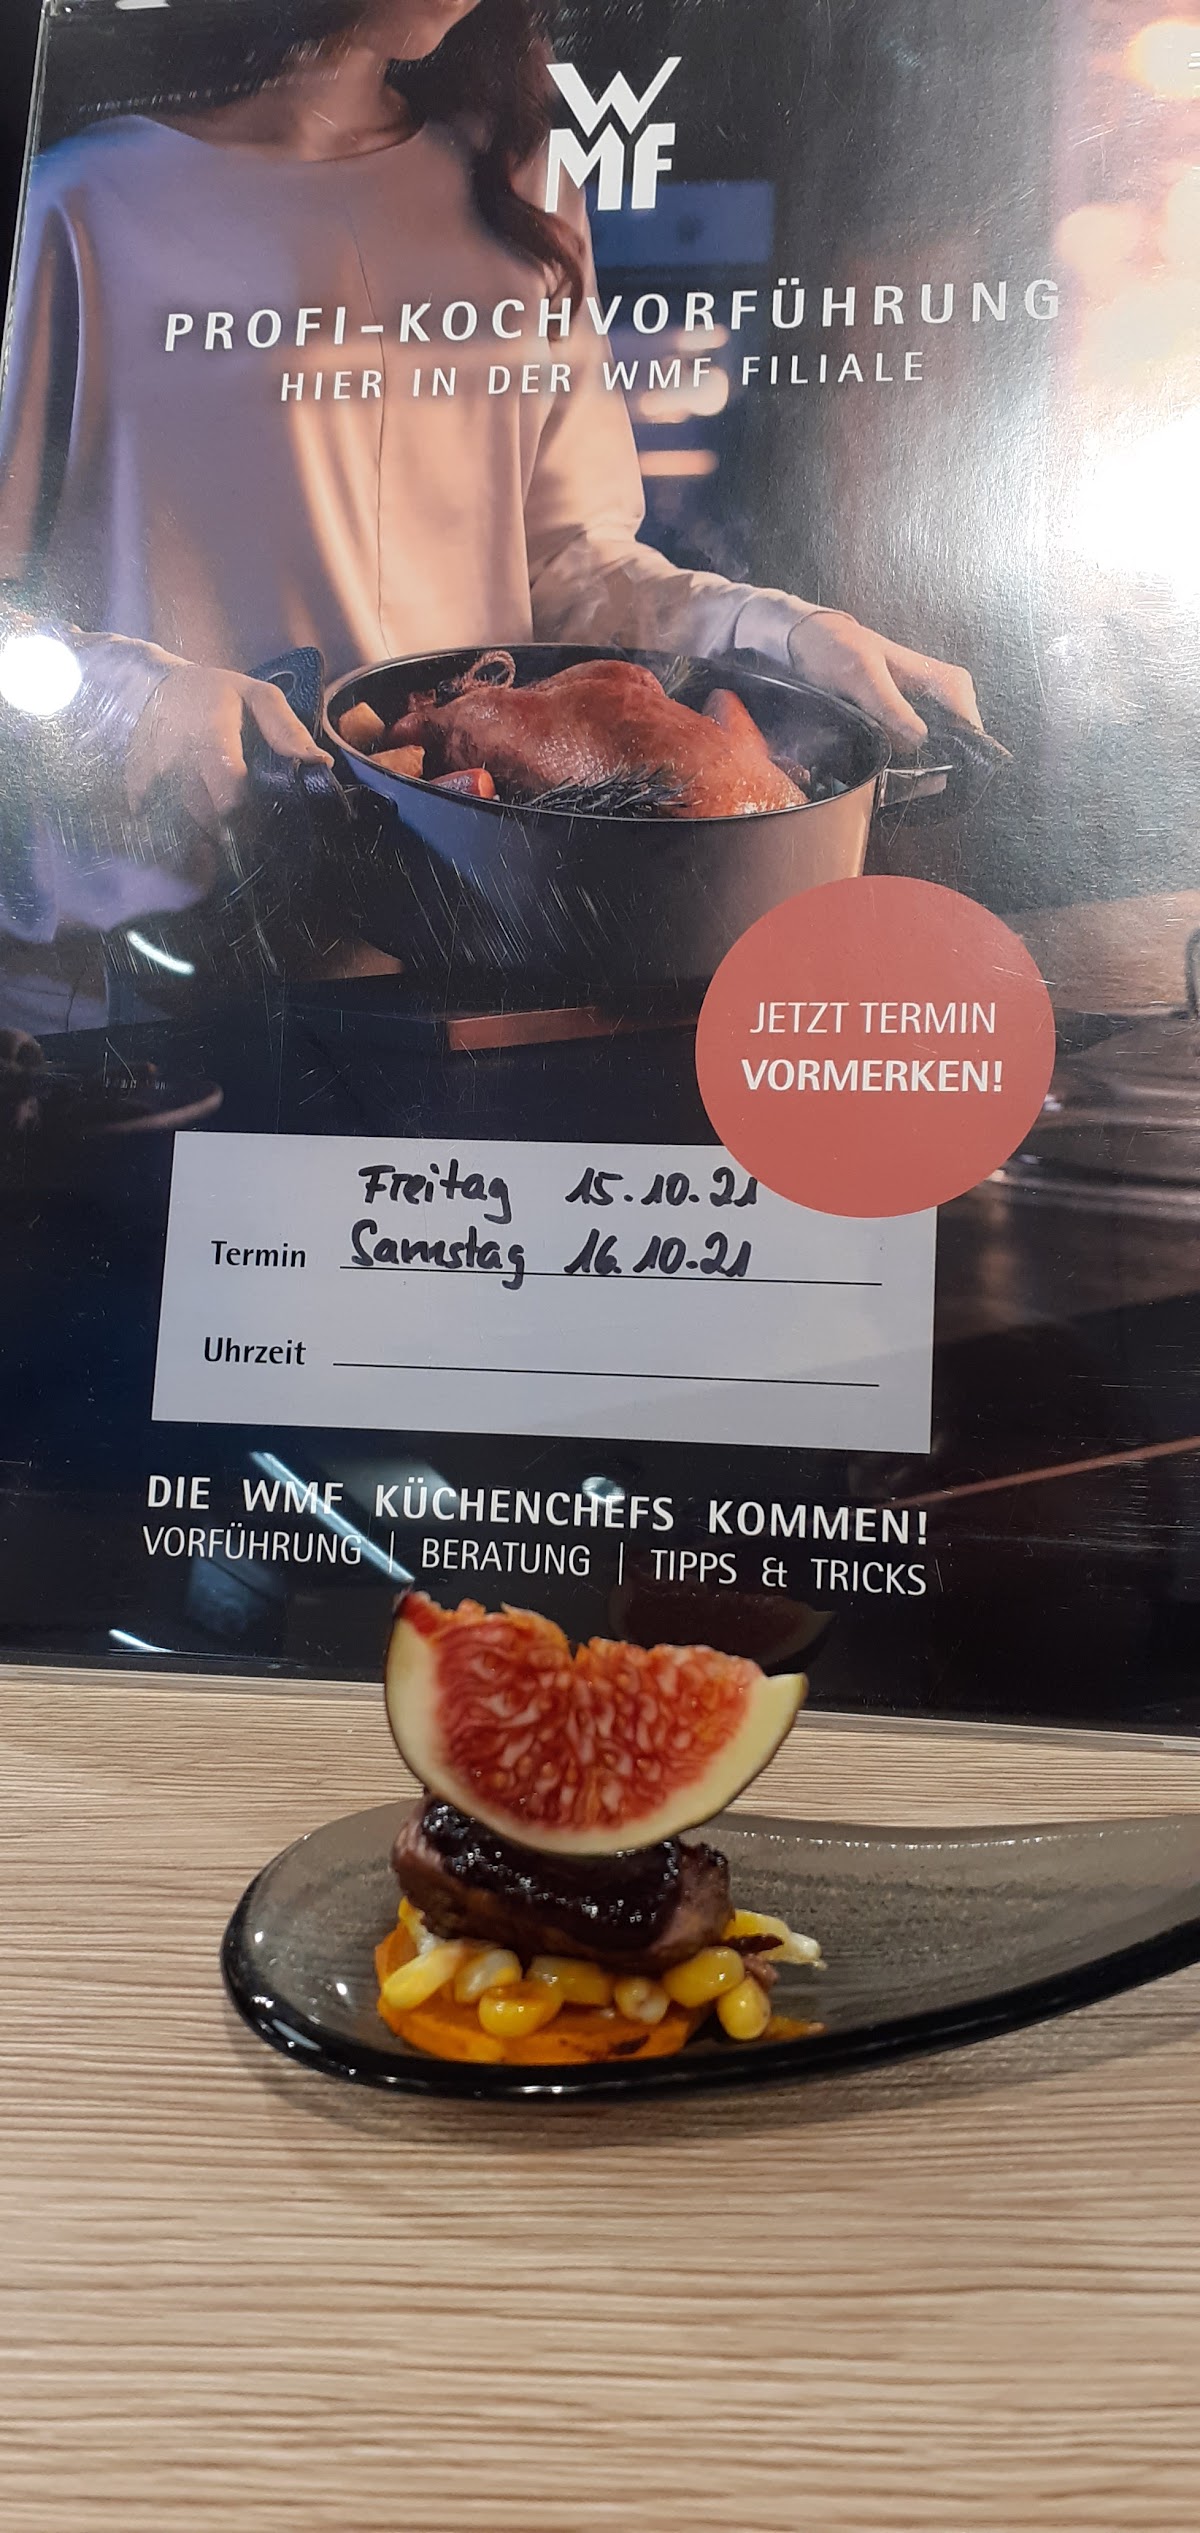 WMF
PROFI-KOCHVORFÜHRUNG
HIER IN DER WMF FILIALE
JETZT TERMIN
VORMERKEN!
Freitag 15.10.21
Termin Samstag 16.10.21
Uhrzeit
DIE WMF KÜCHENCHEFS KOMMEN!
VORFÜHRUNG | BERATUNG | TIPPS & TRICKS